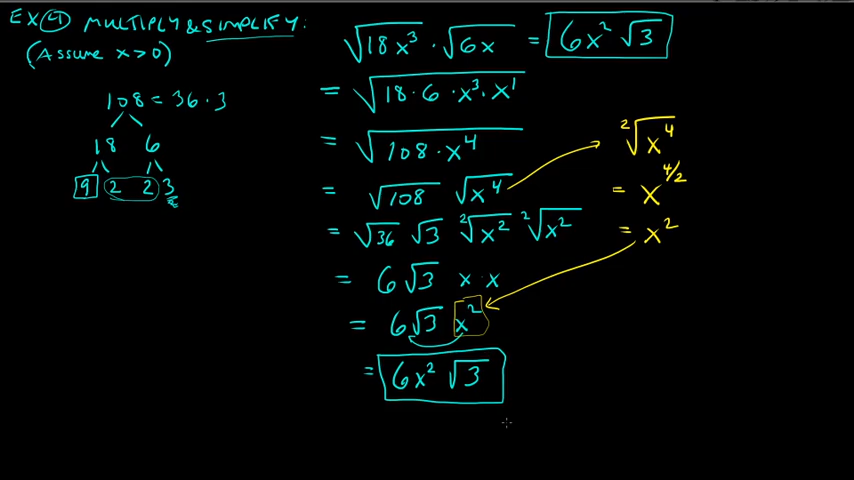 EX④ MULTIPLY & SIMPLIFY:
(Assume x>0)
√(18x³) · √(6x) = 6x² √3
= √(18 · 6 · x³ · x¹)
= √(108 · x⁴)
= √108 √x⁴
= √36 √3 ²√x² ²√x²
= 6 √3 x · x
= 6 √3 x²
= 6x² √3
108 = 36 · 3
18 6
9 2 2 3
²√x⁴
= x^(4/2)
= x²